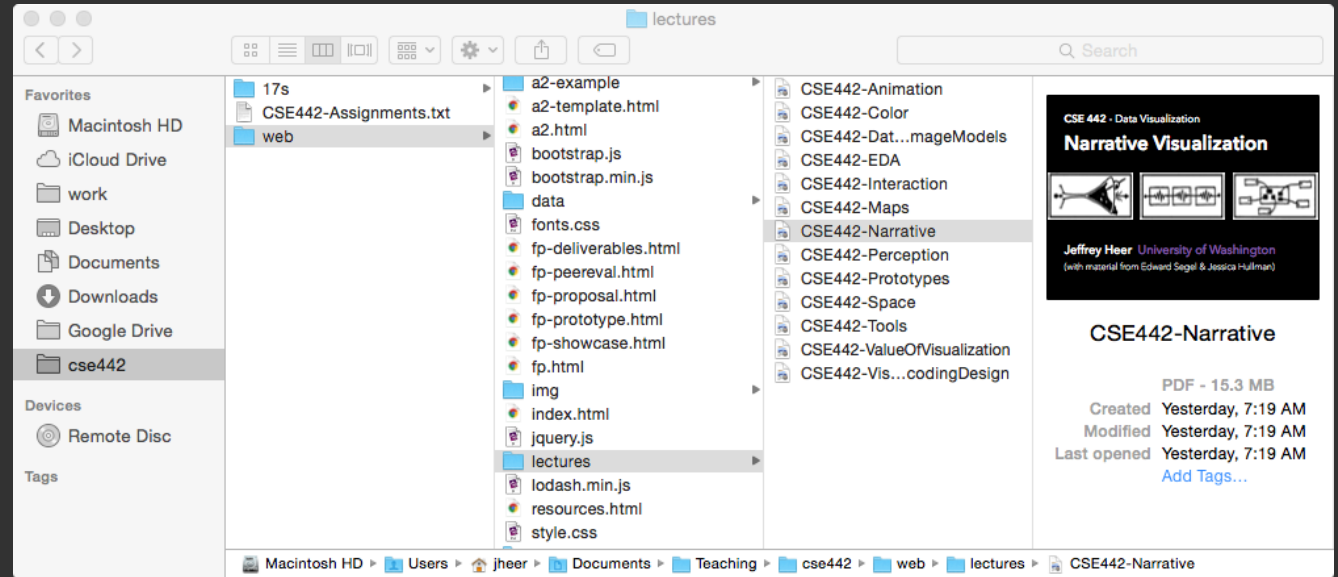 lectures
Search
Favorites
Macintosh HD
iCloud Drive
work
Desktop
Documents
Downloads
Google Drive
cse442
Devices
Remote Disc
Tags
17s
CSE442-Assignments.txt
web
a2-example
a2-template.html
a2.html
bootstrap.js
bootstrap.min.js
data
fonts.css
fp-deliverables.html
fp-peereval.html
fp-proposal.html
fp-prototype.html
fp-showcase.html
fp.html
img
index.html
jquery.js
lectures
lodash.min.js
resources.html
style.css
CSE442-Animation
CSE442-Color
CSE442-Dat...mageModels
CSE442-EDA
CSE442-Interaction
CSE442-Maps
CSE442-Narrative
CSE442-Perception
CSE442-Prototypes
CSE442-Space
CSE442-Tools
CSE442-ValueOfVisualization
CSE442-Vis...codingDesign
CSE 442 - Data Visualization
Narrative Visualization
Jeffrey Heer University of Washington
(with material from Edward Segel & Jessica Hullman)
CSE442-Narrative
PDF - 15.3 MB
Created Yesterday, 7:19 AM
Modified Yesterday, 7:19 AM
Last opened Yesterday, 7:19 AM
Add Tags...
Macintosh HD Users jheer Documents Teaching cse442 web lectures CSE442-Narrative